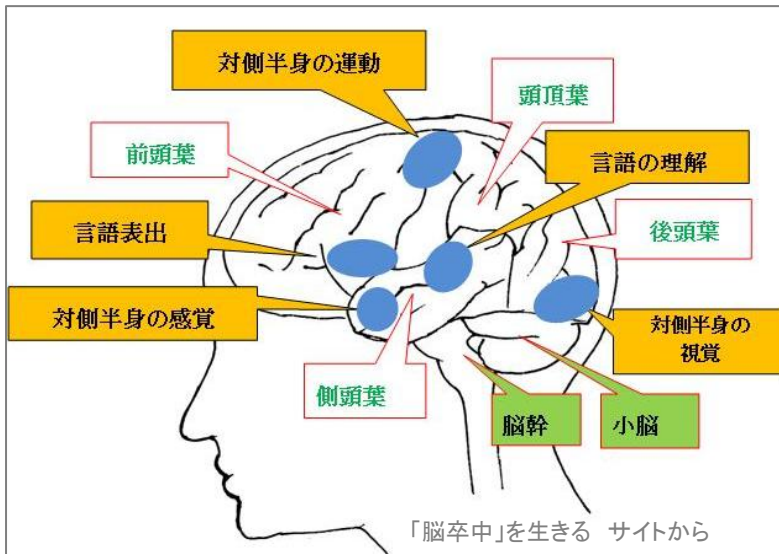 対側半身の運動
頭頂葉
前頭葉
言語の理解
言語表出
後頭葉
対側半身の感覚
対側半身の
視覚
側頭葉
脳幹
小脳
「脳卒中」を生きる サイトから